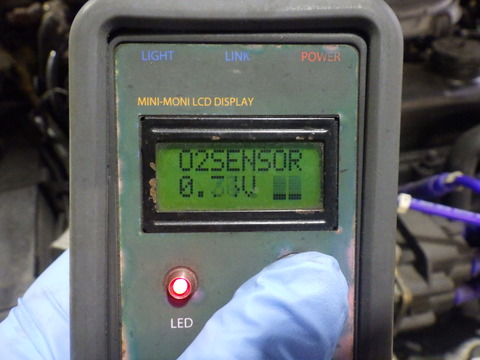 LIGHT LINK POWER
MINI-MONI LCD DISPLAY
O2SENSOR
LED